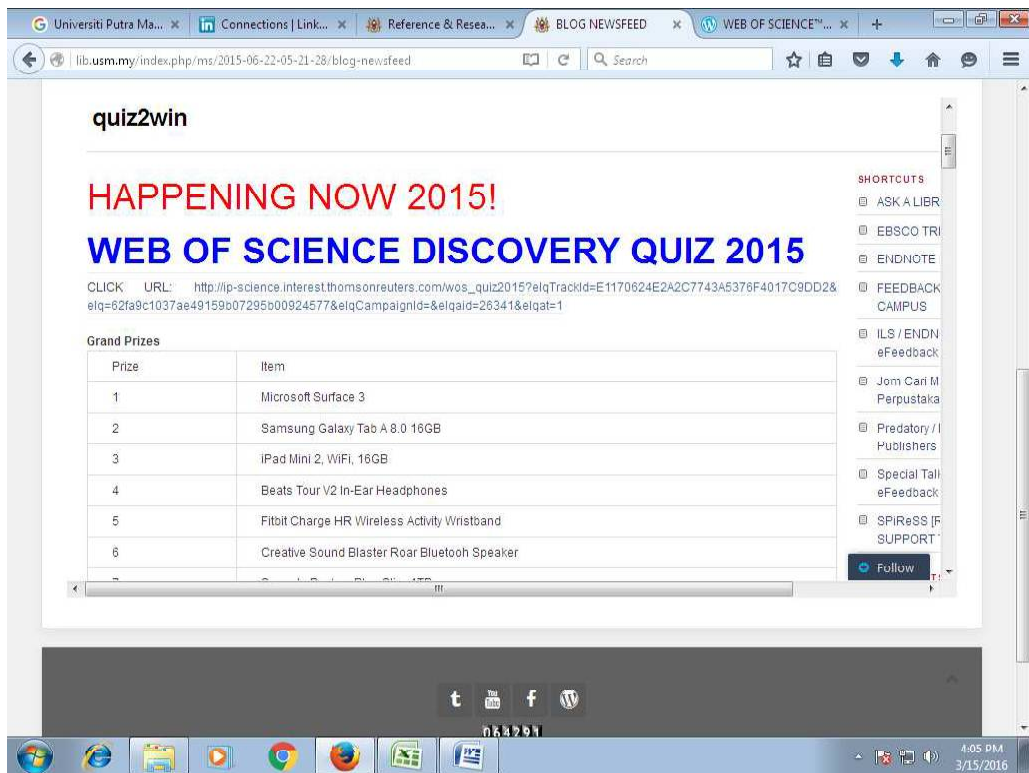 Universiti Putra Ma...
Connections | Link...
Reference & Resea...
BLOG NEWSFEED
WEB OF SCIENCE™...
lib.usm.my/index.php/ms/2015-06-22-05-21-28/blog-newsfeed
Search
quiz2win
HAPPENING NOW 2015!
WEB OF SCIENCE DISCOVERY QUIZ 2015
CLICK URL: http://ip-science.interest.thomsonreuters.com/wos_quiz2015?elqTrackId=E1170624E2A2C7743A5376F4017C9DD2&
elq=62fa9c1037ae49159b07295b00924577&elqCampaignId=&elqaid=26341&elqat=1
Grand Prizes
Prize Item
1 Microsoft Surface 3
2 Samsung Galaxy Tab A 8.0 16GB
3 iPad Mini 2, WiFi, 16GB
4 Beats Tour V2 In-Ear Headphones
5 Fitbit Charge HR Wireless Activity Wristband
6 Creative Sound Blaster Roar Bluetooh Speaker
SHORTCUTS
ASK A LIBR
EBSCO TRI
ENDNOTE
FEEDBACK
CAMPUS
ILS / ENDN
eFeedback
Jom Cari M
Perpustaka
Predatory /
Publishers
Special Talk
eFeedback
SPiReSS [R
SUPPORT
Follow
You
Tube
064291
4:05 PM
3/15/2016